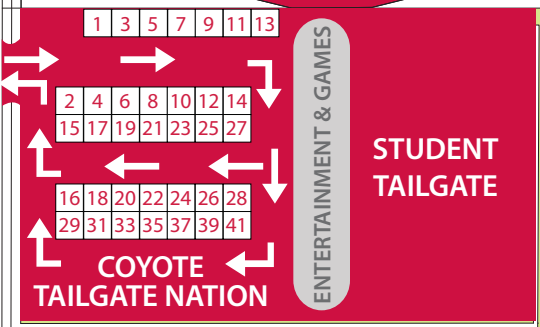 1 3 5 7 9 11 13
2 4 6 8 10 12 14
15 17 19 21 23 25 27
16 18 20 22 24 26 28
29 31 33 35 37 39 41
COYOTE
TAILGATE NATION
ENTERTAINMENT & GAMES
STUDENT
TAILGATE